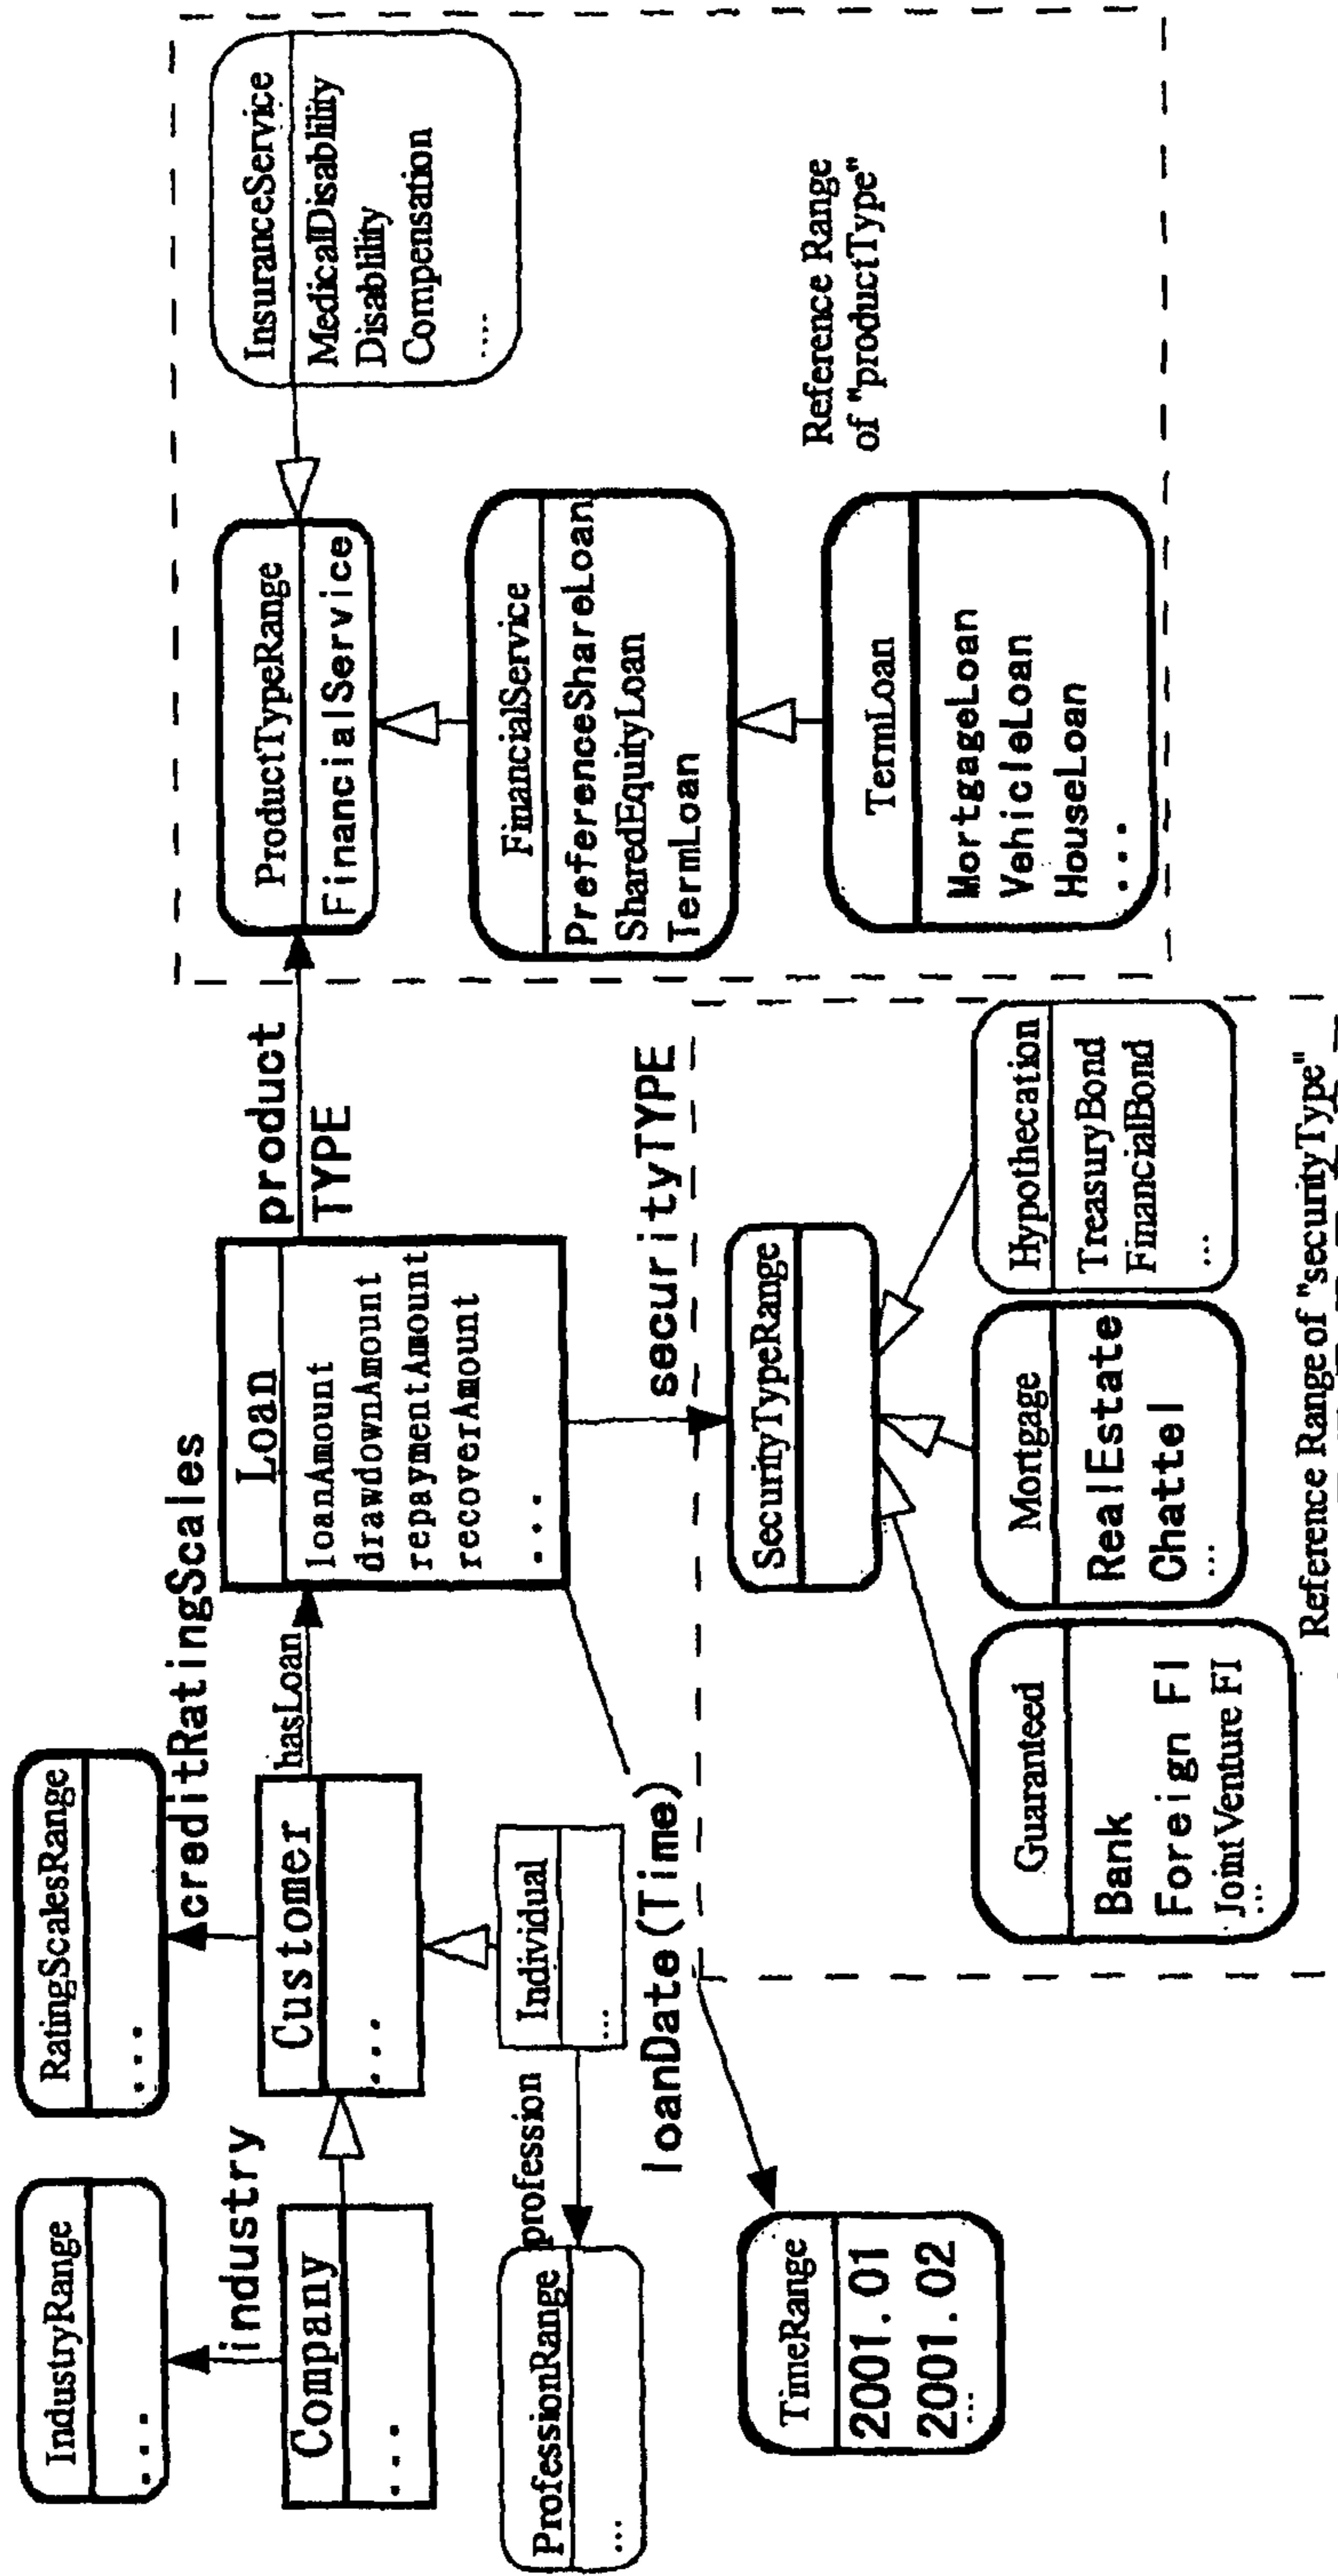 IndustryRange
...
industry
Company
...
RatingScalesRange
...
creditRatingScales
Customer
...
hasLoan
Individual
...
profession
ProfessionRange
...
Loan
loanAmount
drawdownAmount
repaymentAmount
recoverAmount
...
product
TYPE
ProductTypeRange
FinancialService
InsuranceService
MedicalDisablility
Disablility
Compensation
....
FinancialService
PreferenceShareLoan
SharedEquityLoan
TermLoan
TermLoan
MortgageLoan
VehicleLoan
HouseLoan
...
Reference Range
of "productType"
loanDate(Time)
TimeRange
2001.01
2001.02
...
securityTYPE
SecurityTypeRange
Guaranteed
Bank
Foreign FI
JointVenture FI
...
Mortgage
RealEstate
Chattel
...
Hypothecation
TreasuryBond
FinancialBond
...
Reference Range of "securityType"